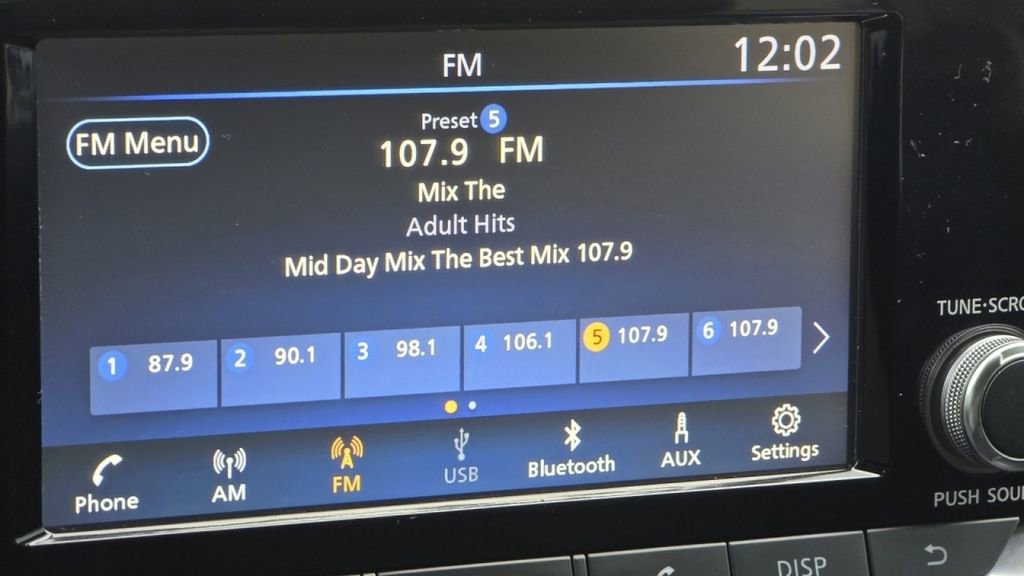 FM 12:02
FM Menu
Preset 5
107.9 FM
Mix The
Adult Hits
Mid Day Mix The Best Mix 107.9
1 87.9 2 90.1 3 98.1 4 106.1 5 107.9 6 107.9
Phone AM FM USB Bluetooth AUX Settings
TUNE·SCRO
PUSH SOU
DISP